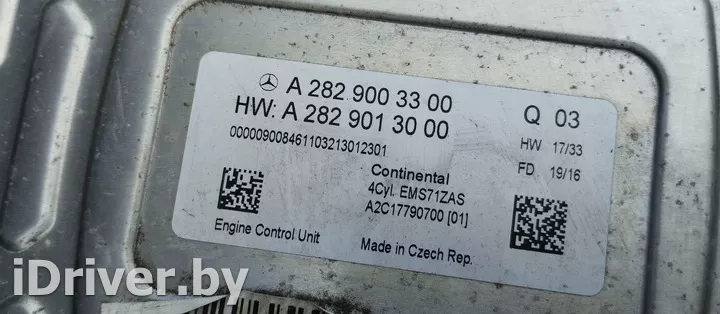 A 282 900 33 00
HW: A 282 901 30 00
000009008461103213012301
Q 03
HW 17/33
FD 19/16
Continental
4Cyl. EMS71ZAS
A2C17790700 [01]
Engine Control Unit
Made in Czech Rep.
iDriver.by